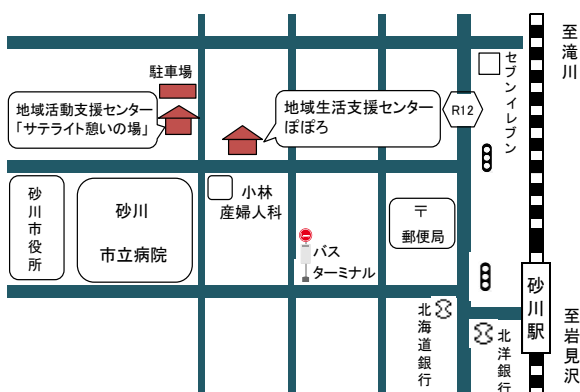 至滝川
駐車場
セブンイレブン
地域活動支援センター
「サテライト憩いの場」
地域生活支援センター
ぽぽろ
R12
砂川市役所
砂川
市立病院
小林
産婦人科
〒
郵便局
バス
ターミナル
砂川駅
北海道銀行
北洋銀行
至岩見沢